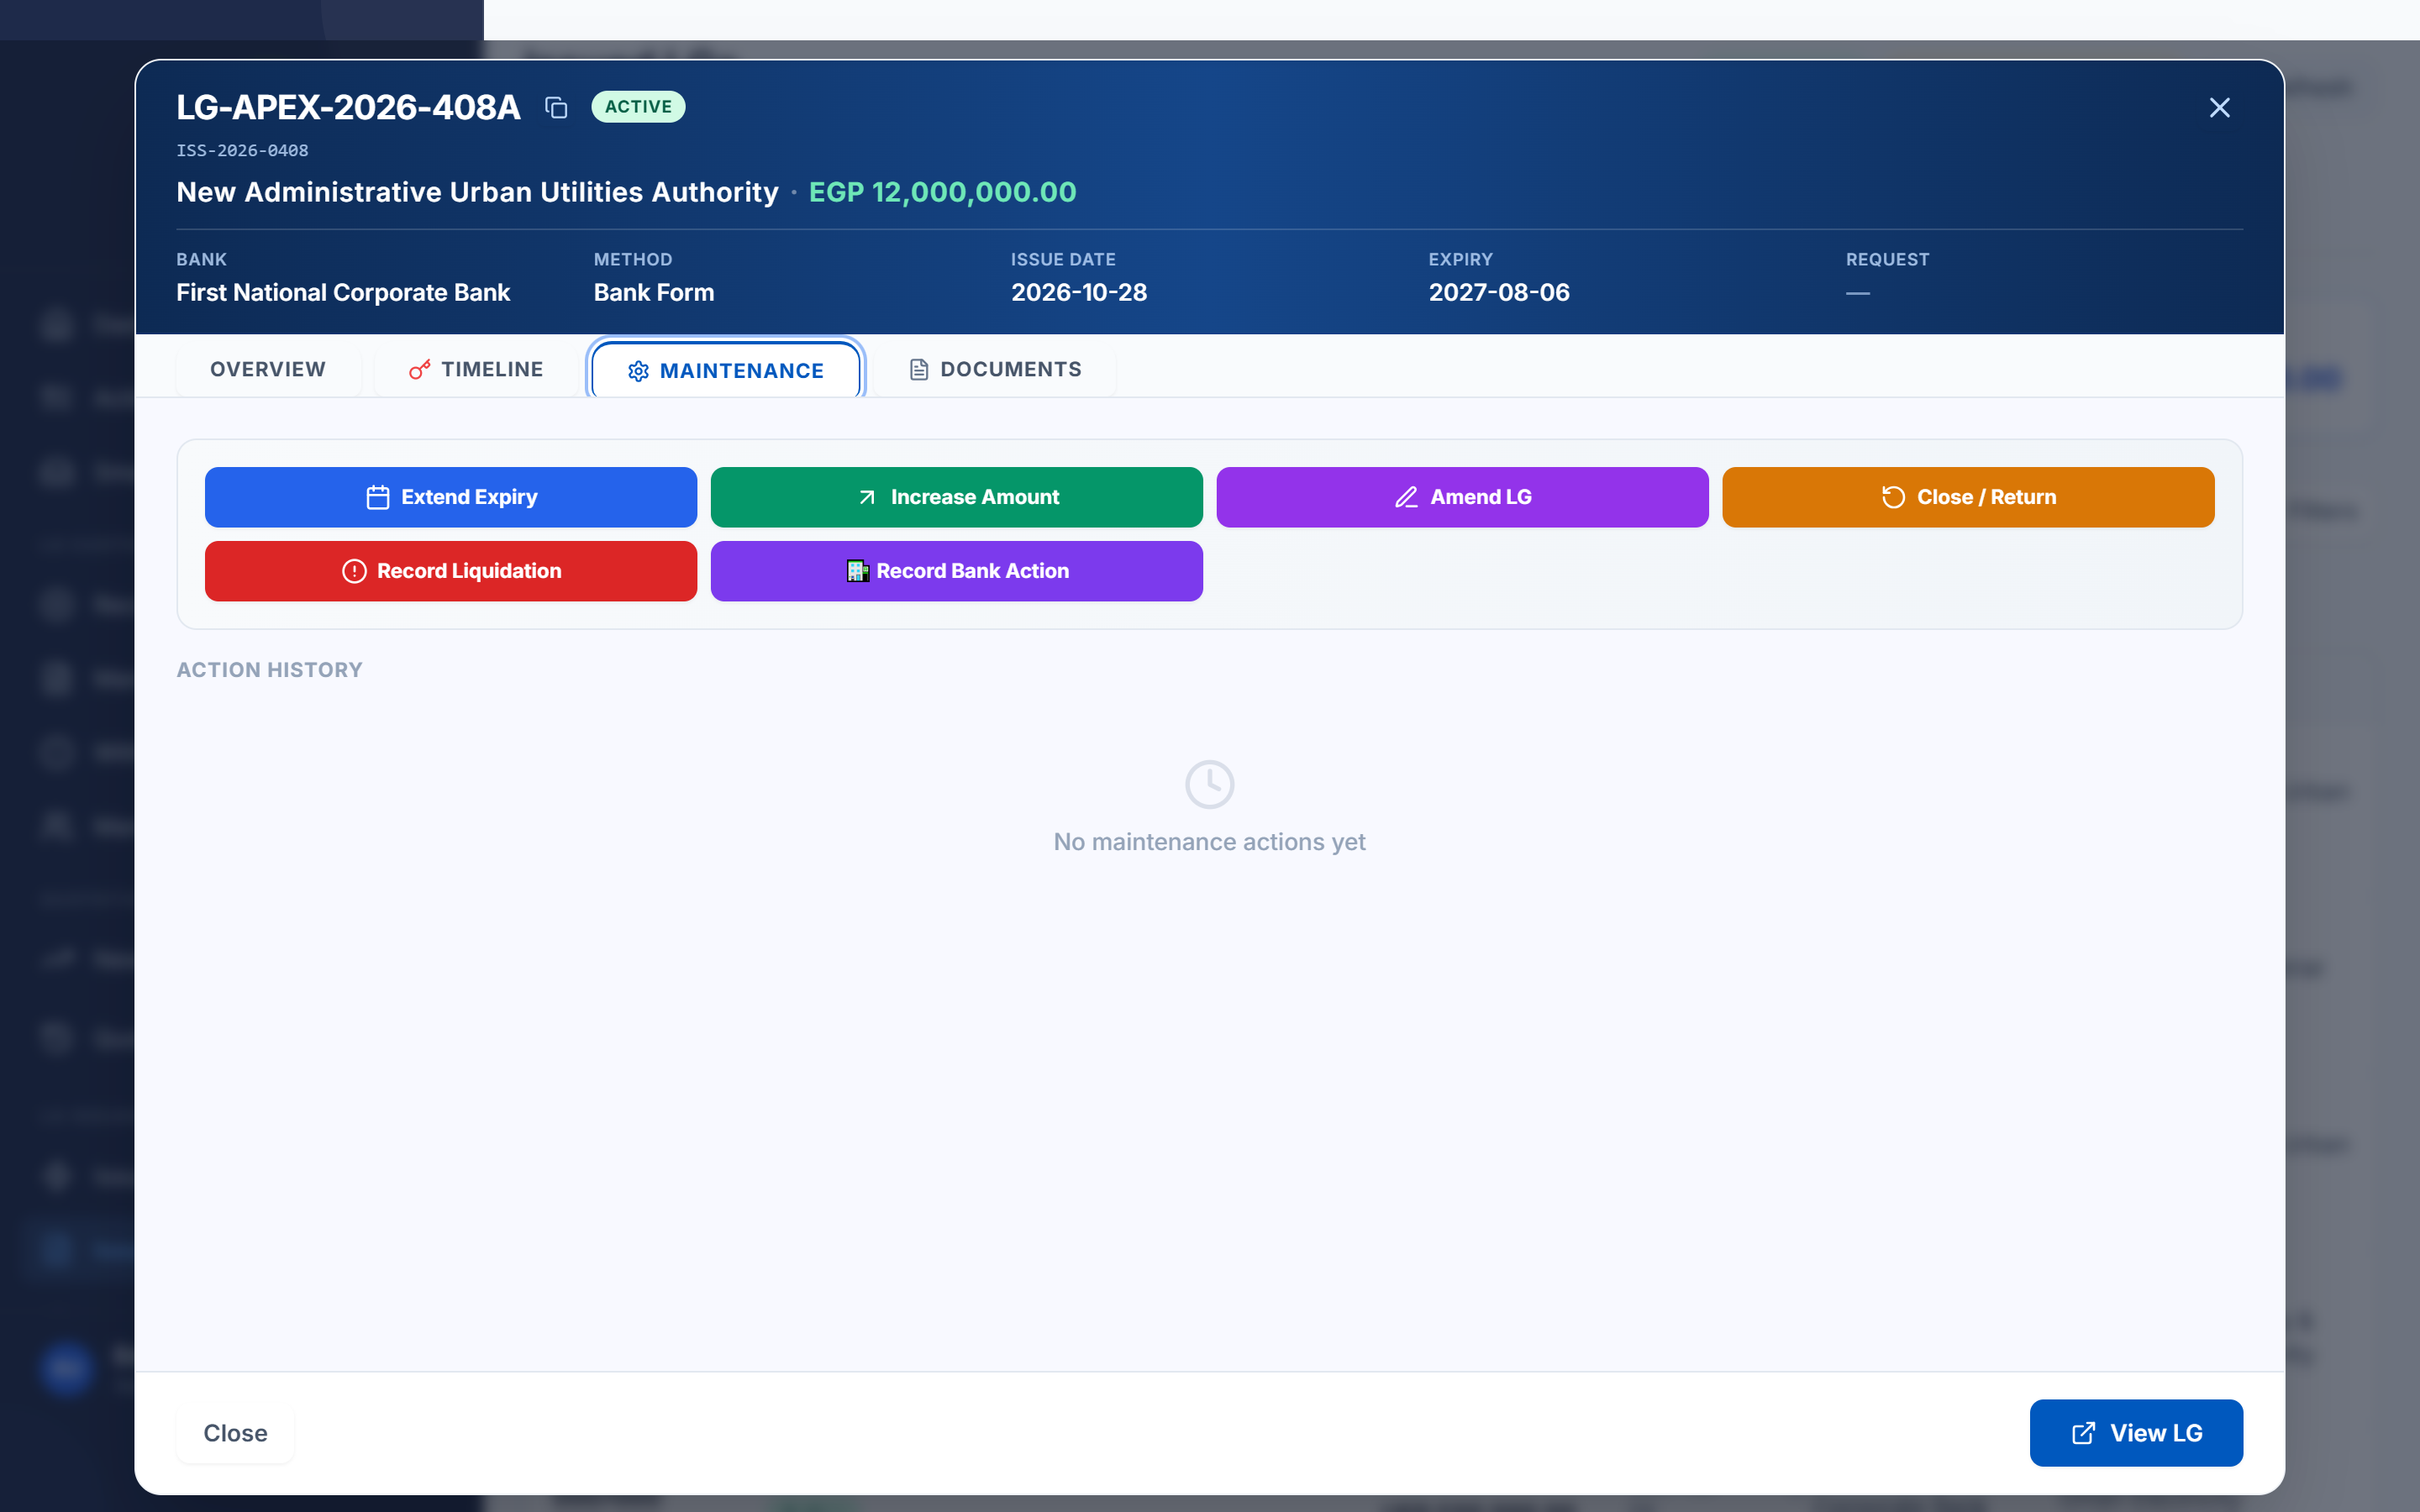 LG-APEX-2026-408A
ACTIVE
ISS-2026-0408
New Administrative Urban Utilities Authority · EGP 12,000,000.00
BANK
First National Corporate Bank
METHOD
Bank Form
ISSUE DATE
2026-10-28
EXPIRY
2027-08-06
REQUEST
—
OVERVIEW
TIMELINE
MAINTENANCE
DOCUMENTS
Extend Expiry
Increase Amount
Amend LG
Close / Return
Record Liquidation
Record Bank Action
ACTION HISTORY
No maintenance actions yet
Close
View LG